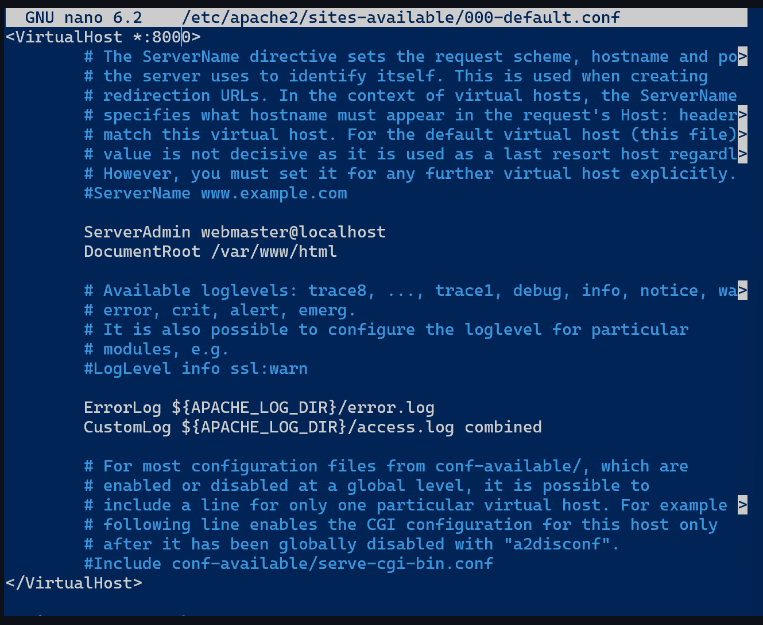 GNU nano 6.2    /etc/apache2/sites-available/000-default.conf
<VirtualHost *:8000>
        # The ServerName directive sets the request scheme, hostname and po>
        # the server uses to identify itself. This is used when creating
        # redirection URLs. In the context of virtual hosts, the ServerName
        # specifies what hostname must appear in the request's Host: header>
        # match this virtual host. For the default virtual host (this file)>
        # value is not decisive as it is used as a last resort host regardl>
        # However, you must set it for any further virtual host explicitly.
        #ServerName www.example.com

        ServerAdmin webmaster@localhost
        DocumentRoot /var/www/html

        # Available loglevels: trace8, ..., trace1, debug, info, notice, wa>
        # error, crit, alert, emerg.
        # It is also possible to configure the loglevel for particular
        # modules, e.g.
        #LogLevel info ssl:warn

        ErrorLog ${APACHE_LOG_DIR}/error.log
        CustomLog ${APACHE_LOG_DIR}/access.log combined

        # For most configuration files from conf-available/, which are
        # enabled or disabled at a global level, it is possible to
        # include a line for only one particular virtual host. For example >
        # following line enables the CGI configuration for this host only
        # after it has been globally disabled with "a2disconf".
        #Include conf-available/serve-cgi-bin.conf
</VirtualHost>